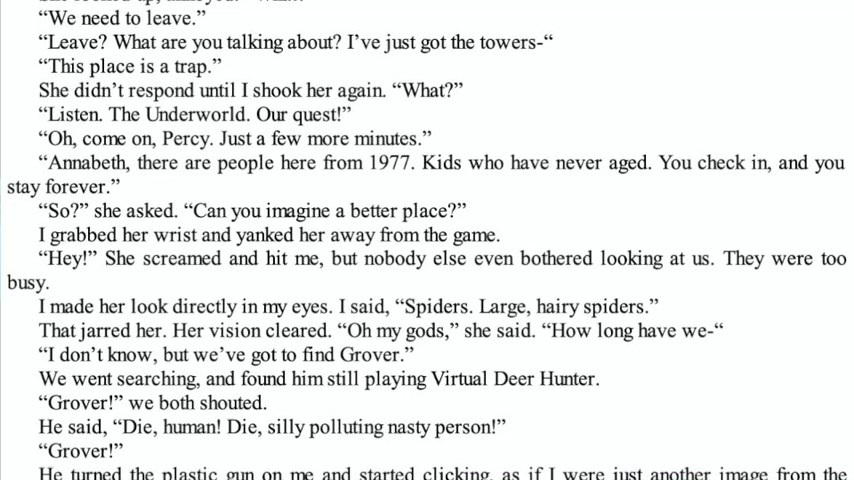 “We need to leave.”
“Leave? What are you talking about? I’ve just got the towers-“
“This place is a trap.”
She didn’t respond until I shook her again. “What?”
“Listen. The Underworld. Our quest!”
“Oh, come on, Percy. Just a few more minutes.”
“Annabeth, there are people here from 1977. Kids who have never aged. You check in, and you
stay forever.”
“So?” she asked. “Can you imagine a better place?”
I grabbed her wrist and yanked her away from the game.
“Hey!” She screamed and hit me, but nobody else even bothered looking at us. They were too
busy.
I made her look directly in my eyes. I said, “Spiders. Large, hairy spiders.”
That jarred her. Her vision cleared. “Oh my gods,” she said. “How long have we-“
“I don’t know, but we’ve got to find Grover.”
We went searching, and found him still playing Virtual Deer Hunter.
“Grover!” we both shouted.
He said, “Die, human! Die, silly polluting nasty person!”
“Grover!”
He turned the plastic gun on me and started clicking, as if I were just another image from the